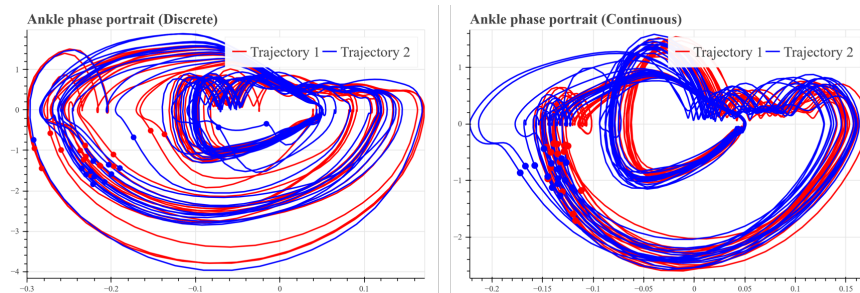 Ankle phase portrait (Discrete)
Trajectory 1 Trajectory 2
1
0
−1
−2
−3
−4
−0.3 −0.2 −0.1 0 0.1
Ankle phase portrait (Continuous)
Trajectory 1 Trajectory 2
1
0
−1
−2
−0.2 −0.15 −0.1 −0.05 0 0.05 0.1 0.15